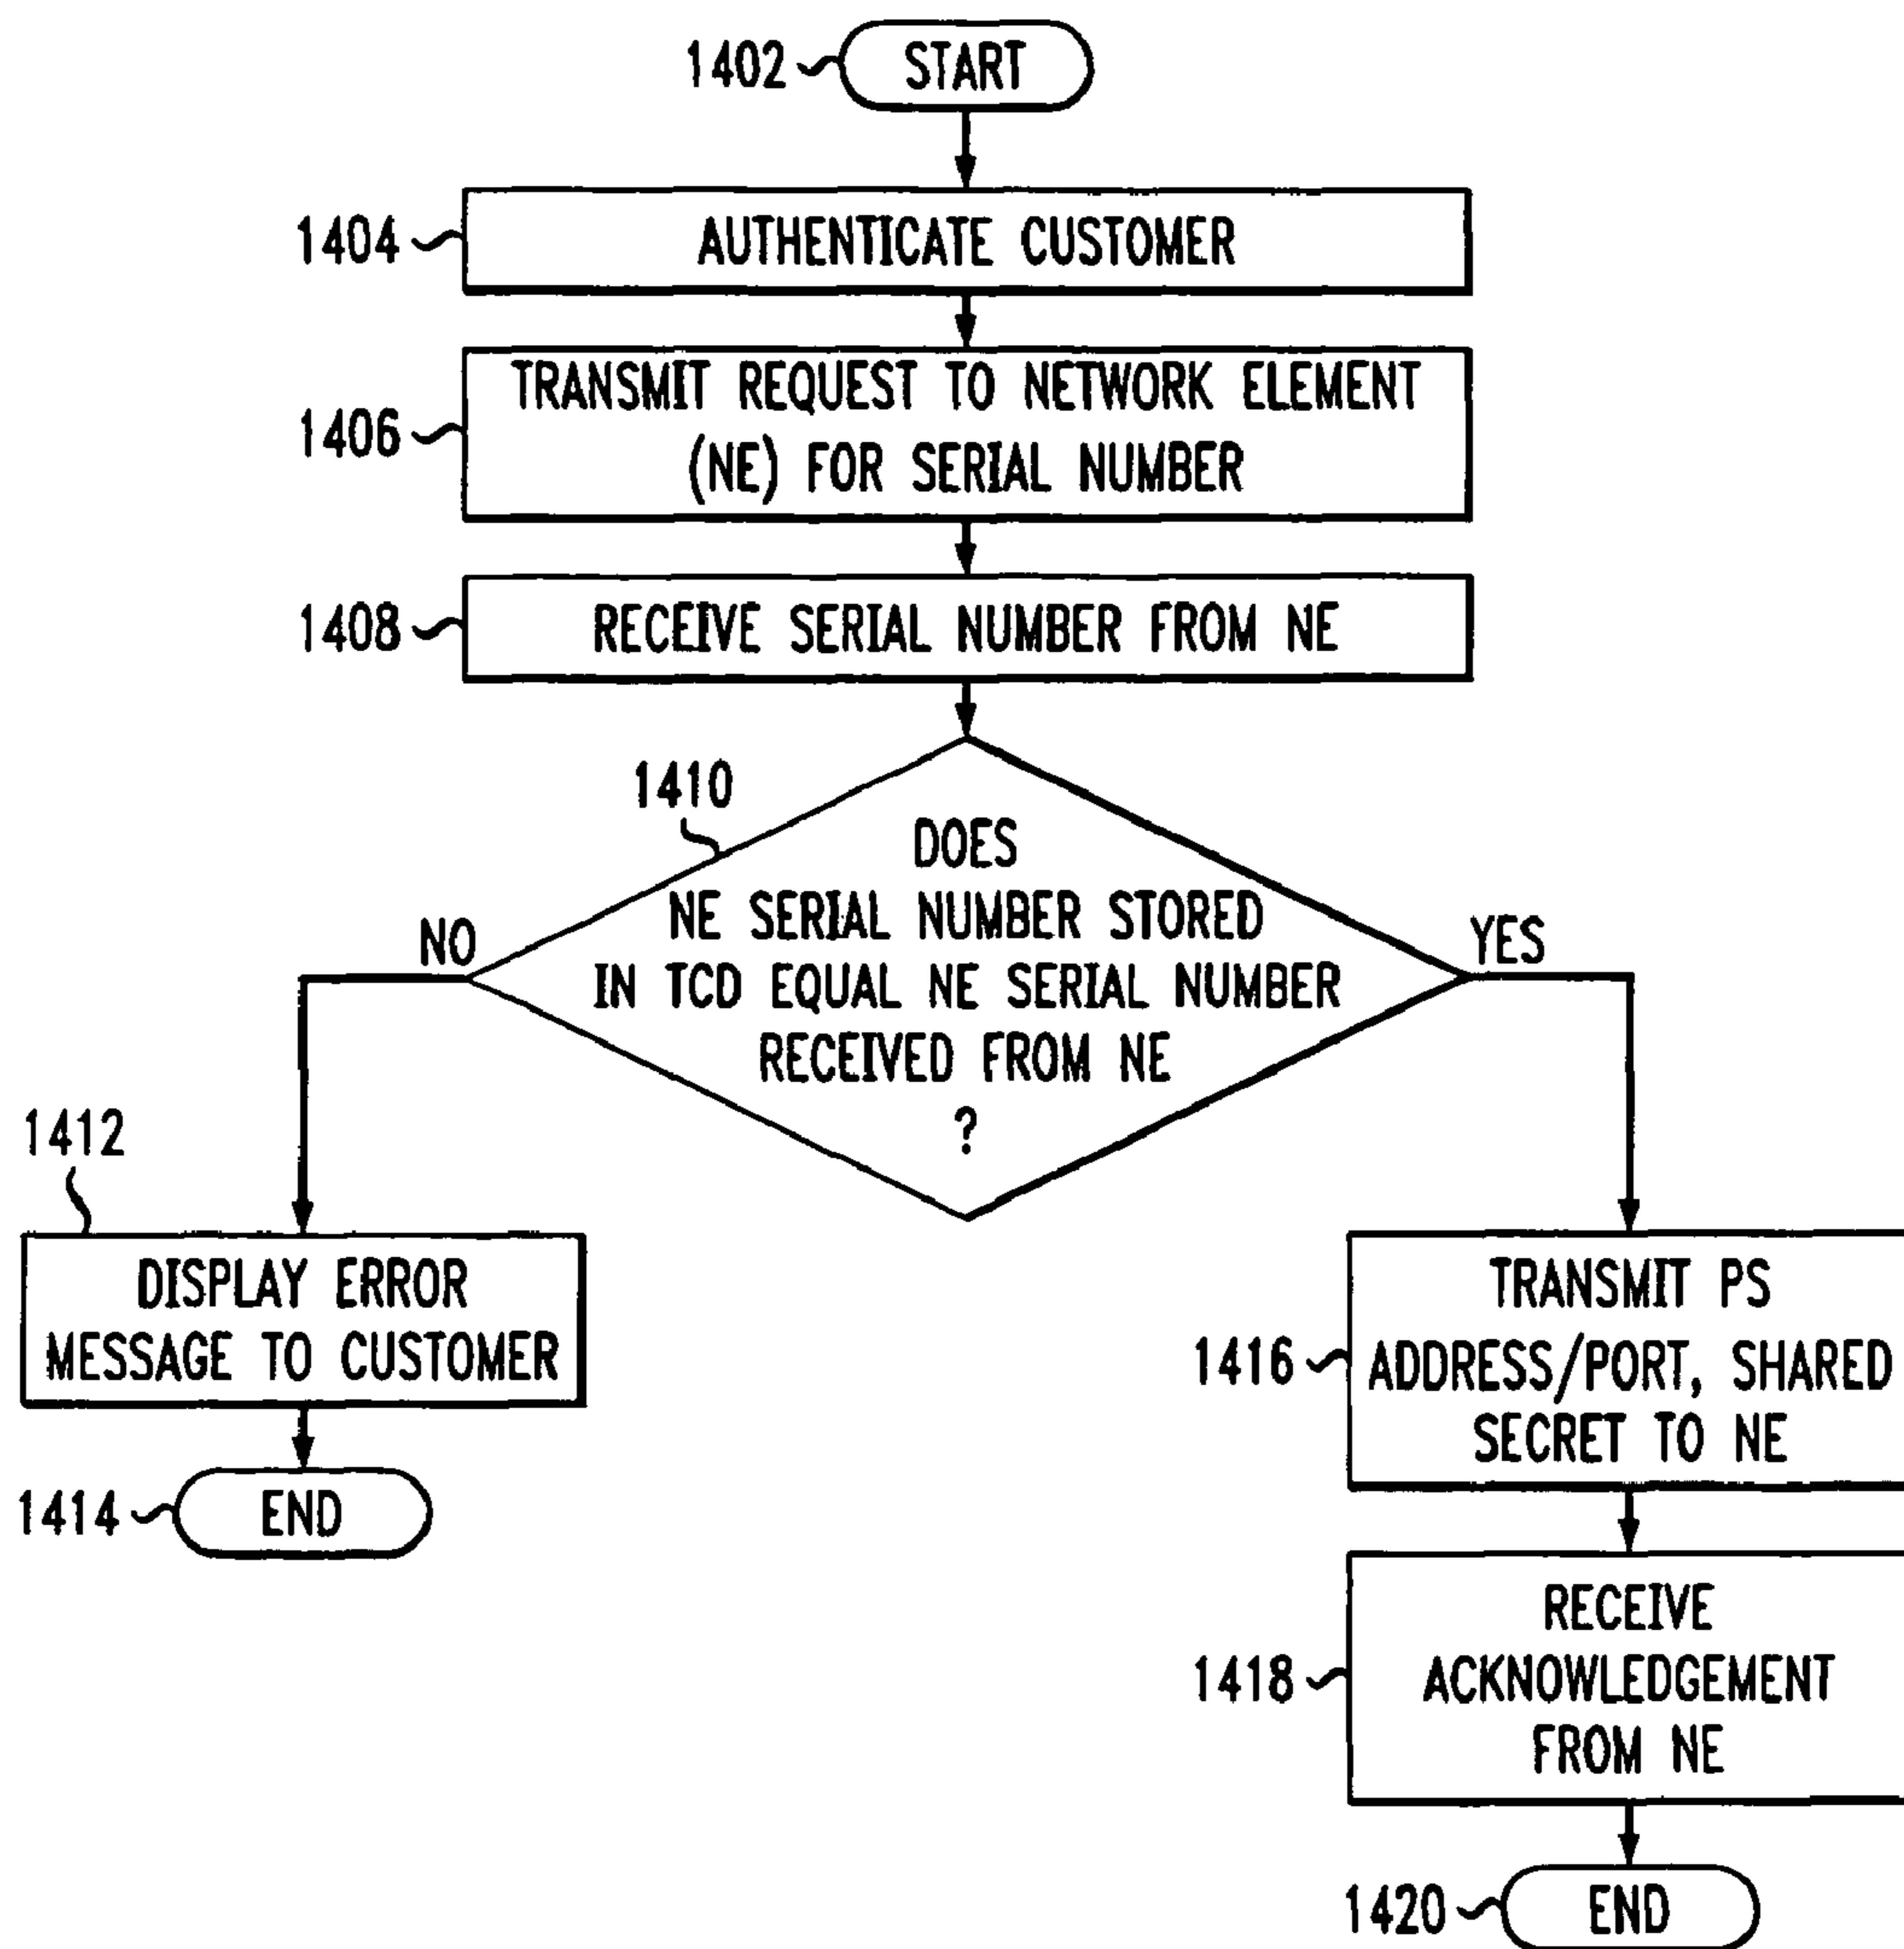 1402
START
1404
AUTHENTICATE CUSTOMER
1406
TRANSMIT REQUEST TO NETWORK ELEMENT
(NE) FOR SERIAL NUMBER
1408
RECEIVE SERIAL NUMBER FROM NE
1410
DOES
NE SERIAL NUMBER STORED
IN TCD EQUAL NE SERIAL NUMBER
RECEIVED FROM NE
?
NO
YES
1412
DISPLAY ERROR
MESSAGE TO CUSTOMER
1414
END
1416
TRANSMIT PS
ADDRESS/PORT, SHARED
SECRET TO NE
1418
RECEIVE
ACKNOWLEDGEMENT
FROM NE
1420
END